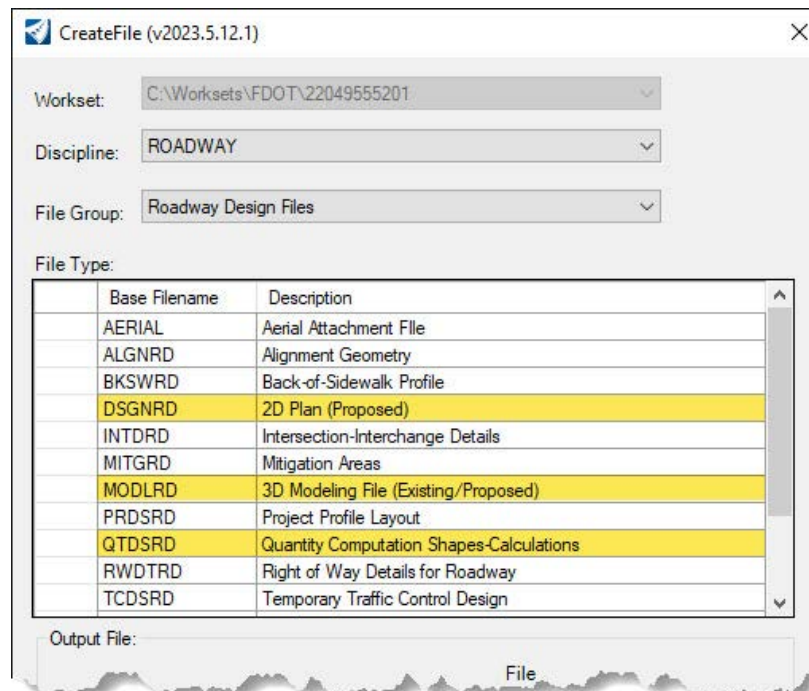 CreateFile (v2023.5.12.1)
Workset: C:\Worksets\FDOT\22049555201
Discipline: ROADWAY
File Group: Roadway Design Files
File Type:
Base Filename Description
AERIAL Aerial Attachment FIle
ALGNRD Alignment Geometry
BKSWRD Back-of-Sidewalk Profile
DSGNRD 2D Plan (Proposed)
INTDRD Intersection-Interchange Details
MITGRD Mitigation Areas
MODLRD 3D Modeling File (Existing/Proposed)
PRDSRD Project Profile Layout
QTDSRD Quantity Computation Shapes-Calculations
RWDTRD Right of Way Details for Roadway
TCDSRD Temporary Traffic Control Design
Output File:
File